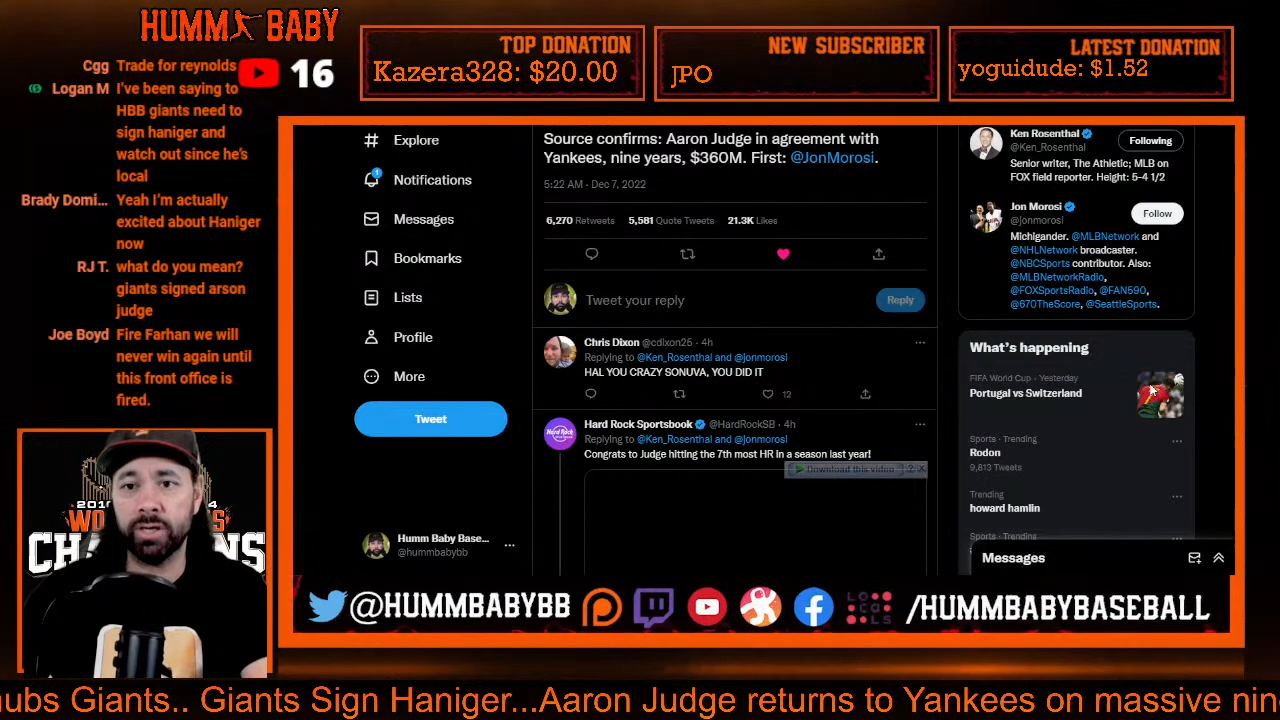 HUMM BABY
16
TOP DONATION
Kazera328: $20.00
NEW SUBSCRIBER
JPO
LATEST DONATION
yoguidude: $1.52
Cgg Trade for reynolds
Logan M I've been saying to
HBB giants need to
sign haniger and
watch out since he's
local
Brady Domi... Yeah I'm actually
excited about Haniger
now
RJ T. what do you mean?
giants signed arson
judge
Joe Boyd Fire Farhan we will
never win again until
this front office is
fired.
Explore
Notifications
1
Messages
Bookmarks
Lists
Profile
More
Tweet
Humm Baby Base...
@hummbabybb
Source confirms: Aaron Judge in agreement with
Yankees, nine years, $360M. First: @JonMorosi.
5:22 AM · Dec 7, 2022
6,270 Retweets 5,581 Quote Tweets 21.3K Likes
Tweet your reply
Reply
Chris Dixon @cdixon25 · 4h
Replying to @Ken_Rosenthal and @jonmorosi
HAL YOU CRAZY SONUVA, YOU DID IT
12
Hard Rock Sportsbook @HardRockSB · 4h
Replying to @Ken_Rosenthal and @jonmorosi
Congrats to Judge hitting the 7th most HR in a season last year!
Download this video ? X
Ken Rosenthal
@Ken_Rosenthal
Following
Senior writer, The Athletic; MLB on
FOX field reporter. Height: 5-4 1/2
Jon Morosi
@jonmorosi
Follow
Michigander. @MLBNetwork and
@NHLNetwork broadcaster.
@NBCSports contributor. Also:
@MLBNetworkRadio,
@FOXSportsRadio, @FAN590,
@670TheScore, @SeattleSports.
What's happening
FIFA World Cup · Yesterday
Portugal vs Switzerland
Sports · Trending
Rodon
9,813 Tweets
Trending
howard hamlin
Sports · Trending
Messages
@HUMMBABYBB
LOCALS
/HUMMBABYBASEBALL
nubs Giants.. Giants Sign Haniger...Aaron Judge returns to Yankees on massive nin